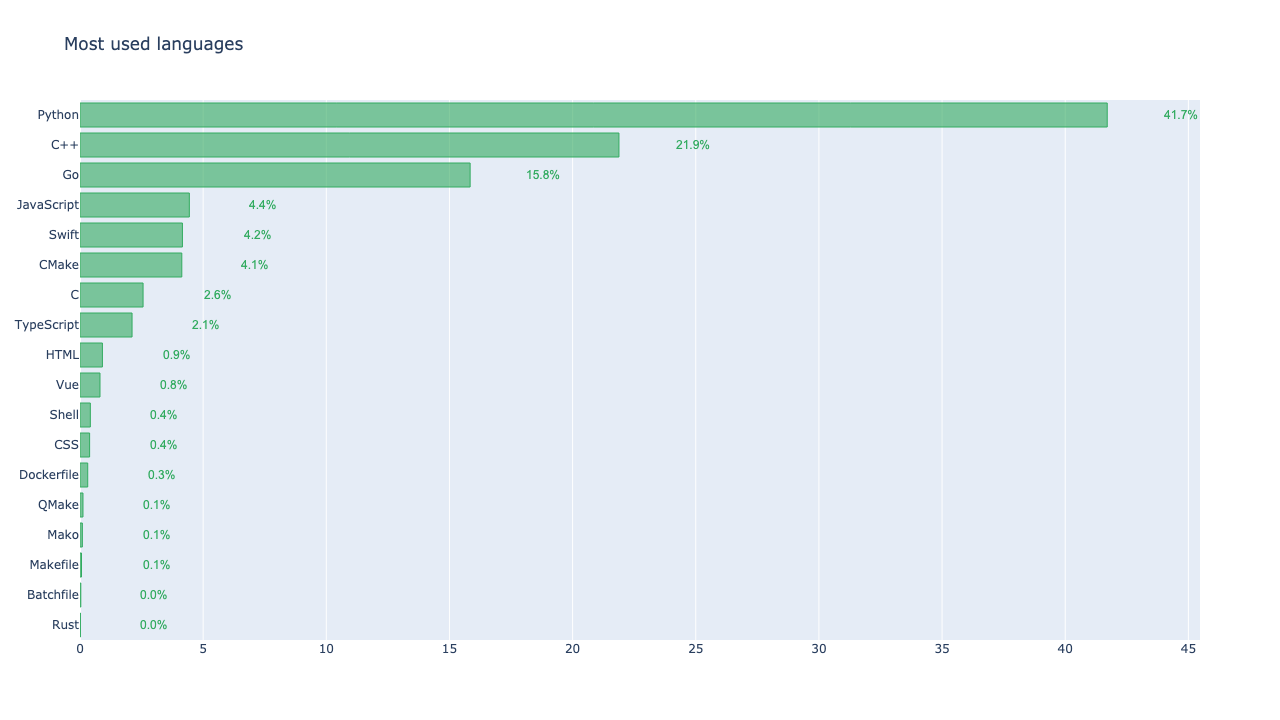 Most used languages
Python 41.7%
C++ 21.9%
Go 15.8%
JavaScript 4.4%
Swift 4.2%
CMake 4.1%
C 2.6%
TypeScript 2.1%
HTML 0.9%
Vue 0.8%
Shell 0.4%
CSS 0.4%
Dockerfile 0.3%
QMake 0.1%
Mako 0.1%
Makefile 0.1%
Batchfile 0.0%
Rust 0.0%
0 5 10 15 20 25 30 35 40 45